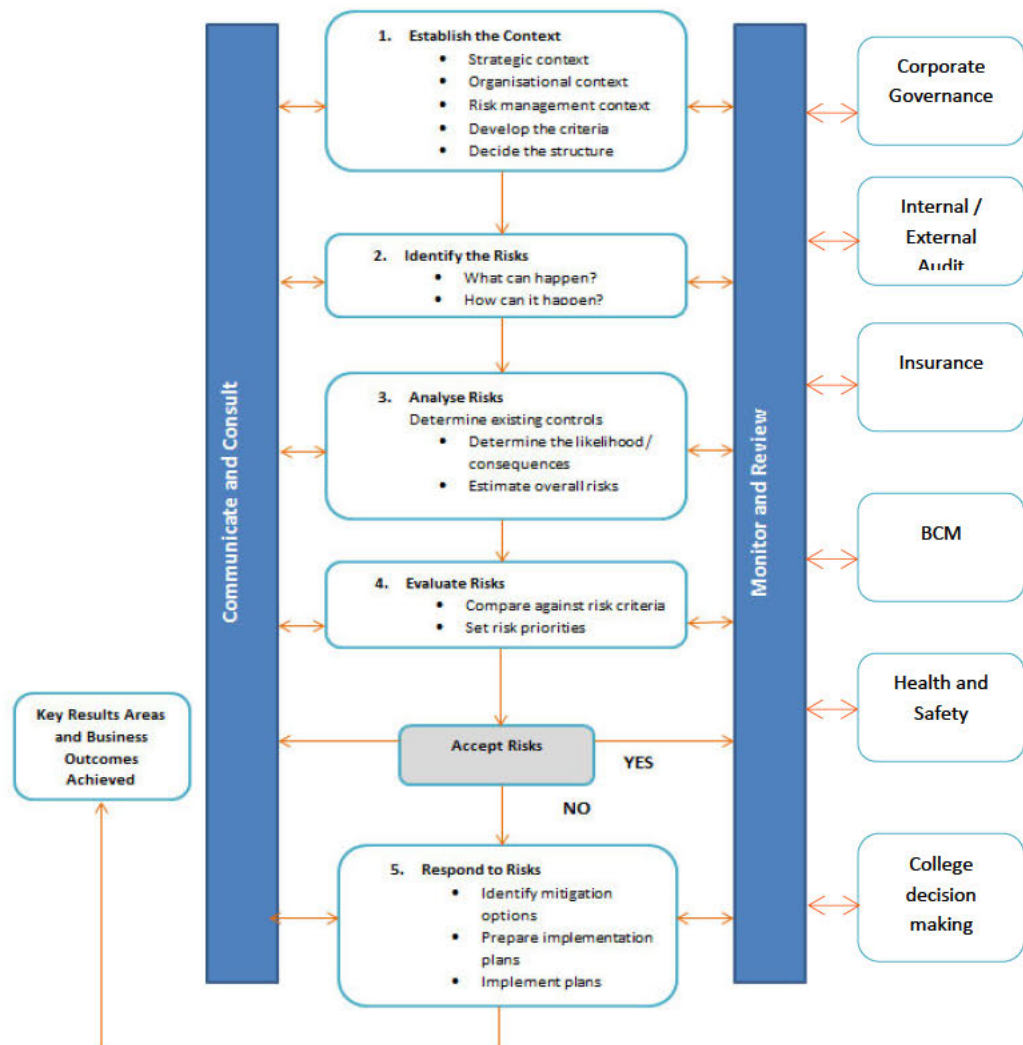 1. Establish the Context
• Strategic context
• Organisational context
• Risk management context
• Develop the criteria
• Decide the structure
2. Identify the Risks
• What can happen?
• How can it happen?
3. Analyse Risks
Determine existing controls
• Determine the likelihood/
consequences
• Estimate overall risks
4. Evaluate Risks
• Compare against risk criteria
• Set risk priorities
Accept Risks
YES
NO
5. Respond to Risks
• Identify mitigation
options
• Prepare implementation
plans
• Implement plans
Communicate and Consult
Monitor and Review
Key Results Areas
and Business
Outcomes
Achieved
Corporate
Governance
Internal /
External
Audit
Insurance
BCM
Health and
Safety
College
decision
making